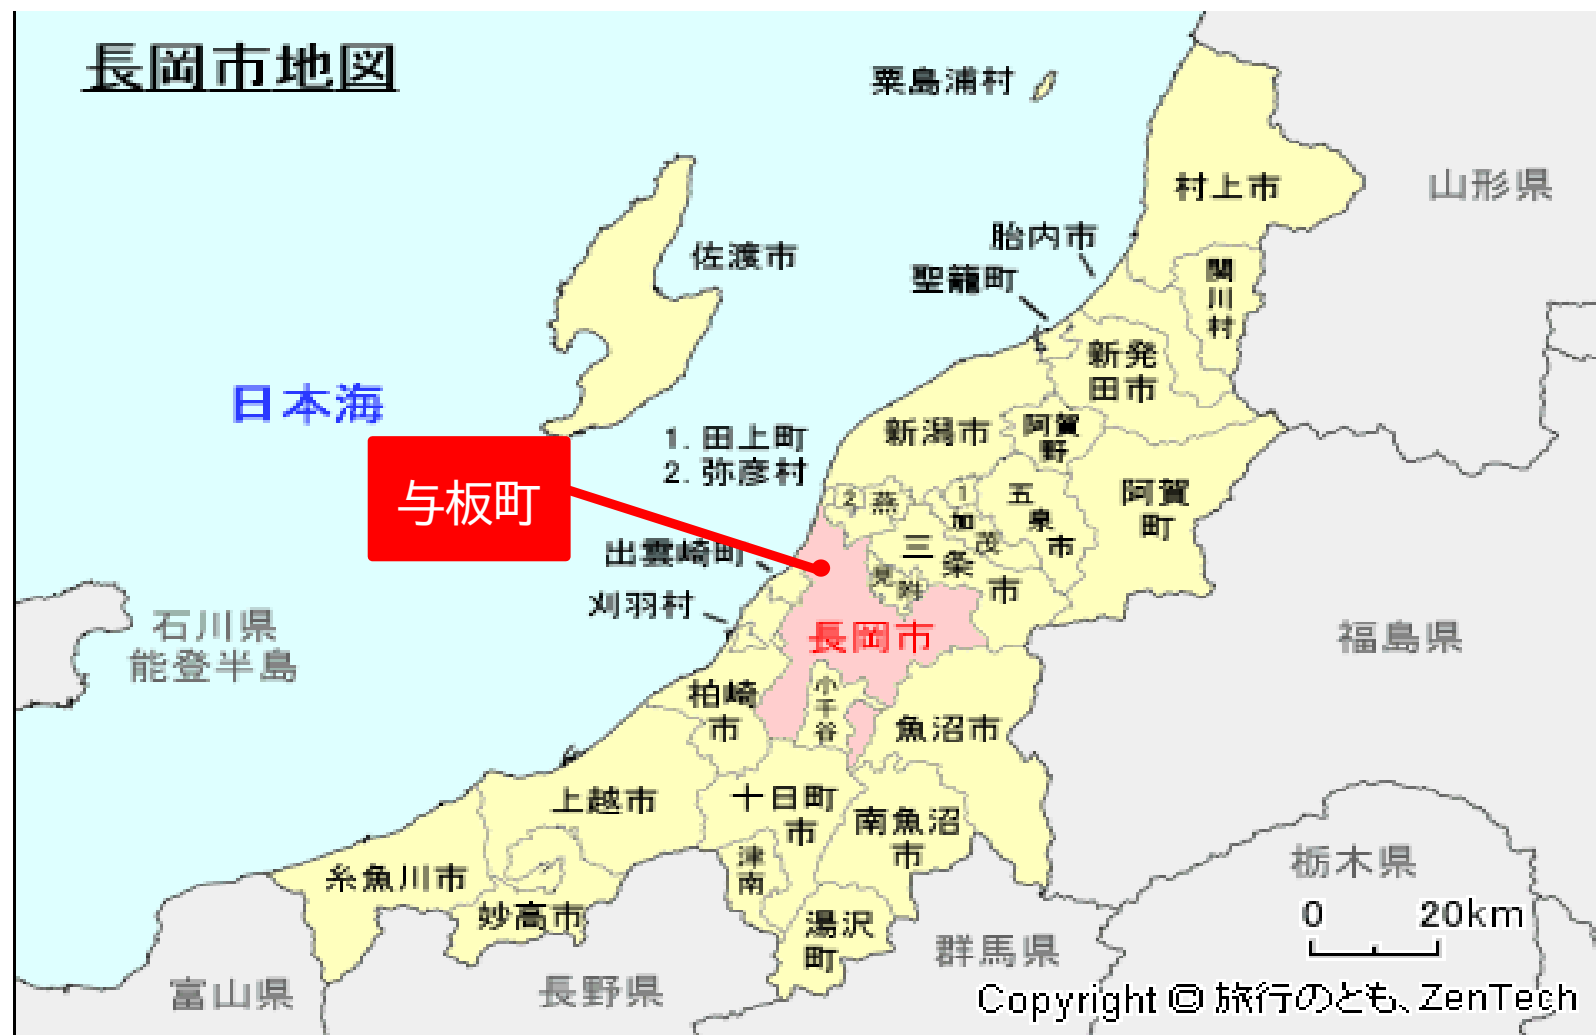 長岡市地図
粟島浦村
村上市
山形県
胎内市
佐渡市
聖籠町
関
川
村
新発
田市
日本海
1. 田上町
2. 弥彦村
新潟市
阿賀
野
与板町
2
燕
1
加
茂
五
泉
市
阿賀
町
三
条
市
見
附
出雲崎町
刈羽村
石川県
能登半島
長岡市
福島県
小
千
谷
柏崎
市
魚沼市
上越市
十日町
市
南魚沼
市
津
南
糸魚川市
妙高市
湯沢
町
栃木県
0 20km
群馬県
富山県
長野県
Copyright © 旅行のとも、ZenTech